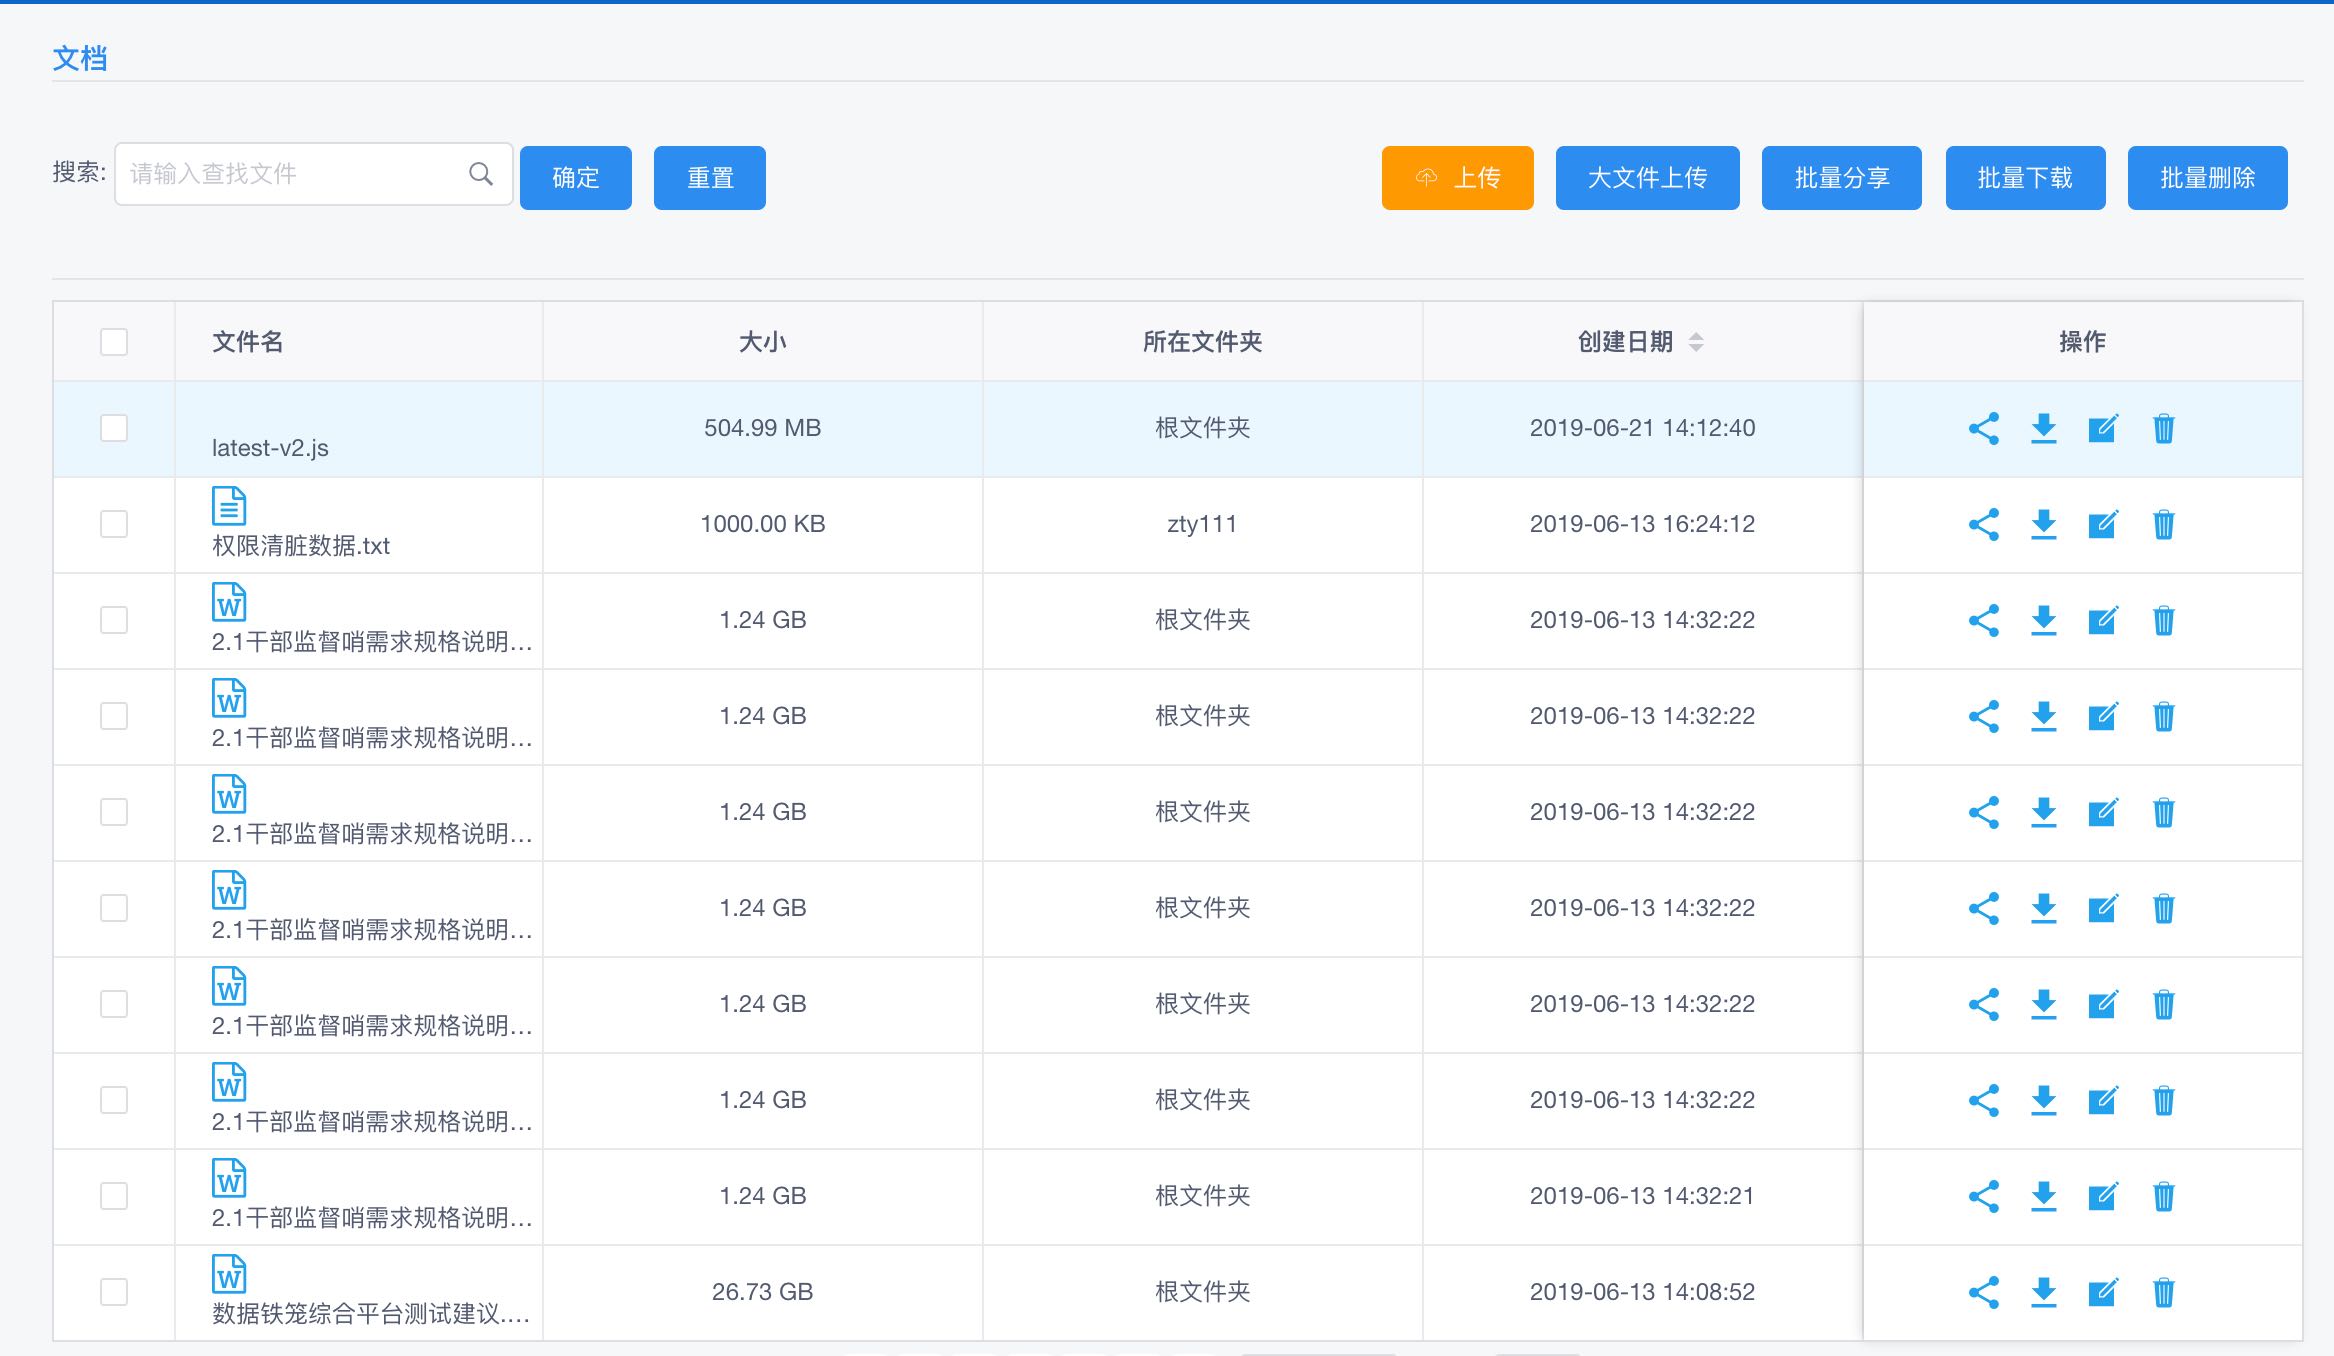 文档
搜索: 请输入查找文件 确定 重置 上传 大文件上传 批量分享 批量下载 批量删除
文件名 大小 所在文件夹 创建日期 操作
latest-v2.js 504.99 MB 根文件夹 2019-06-21 14:12:40
权限清脏数据.txt 1000.00 KB zty111 2019-06-13 16:24:12
2.1干部监督哨需求规格说明... 1.24 GB 根文件夹 2019-06-13 14:32:22
2.1干部监督哨需求规格说明... 1.24 GB 根文件夹 2019-06-13 14:32:22
2.1干部监督哨需求规格说明... 1.24 GB 根文件夹 2019-06-13 14:32:22
2.1干部监督哨需求规格说明... 1.24 GB 根文件夹 2019-06-13 14:32:22
2.1干部监督哨需求规格说明... 1.24 GB 根文件夹 2019-06-13 14:32:22
2.1干部监督哨需求规格说明... 1.24 GB 根文件夹 2019-06-13 14:32:22
2.1干部监督哨需求规格说明... 1.24 GB 根文件夹 2019-06-13 14:32:21
数据铁笼综合平台测试建议.... 26.73 GB 根文件夹 2019-06-13 14:08:52